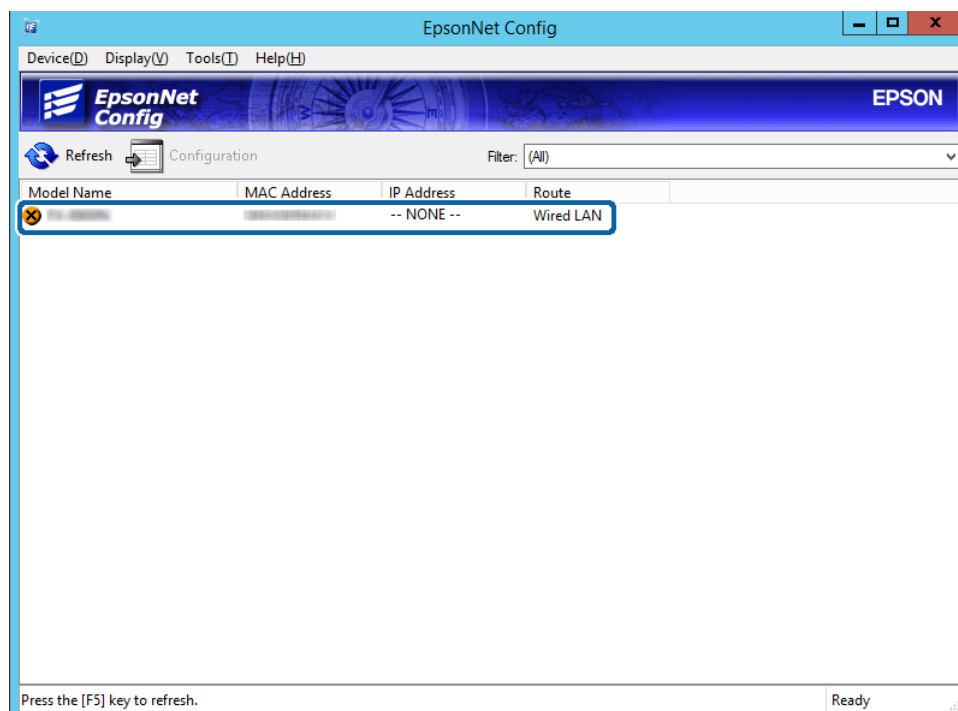 EpsonNet Config
Device(D) Display(V) Tools(T) Help(H)
EpsonNet
Config
EPSON
Refresh Configuration Filter: (All)
Model Name MAC Address IP Address Route
-- NONE -- Wired LAN
Press the [F5] key to refresh. Ready